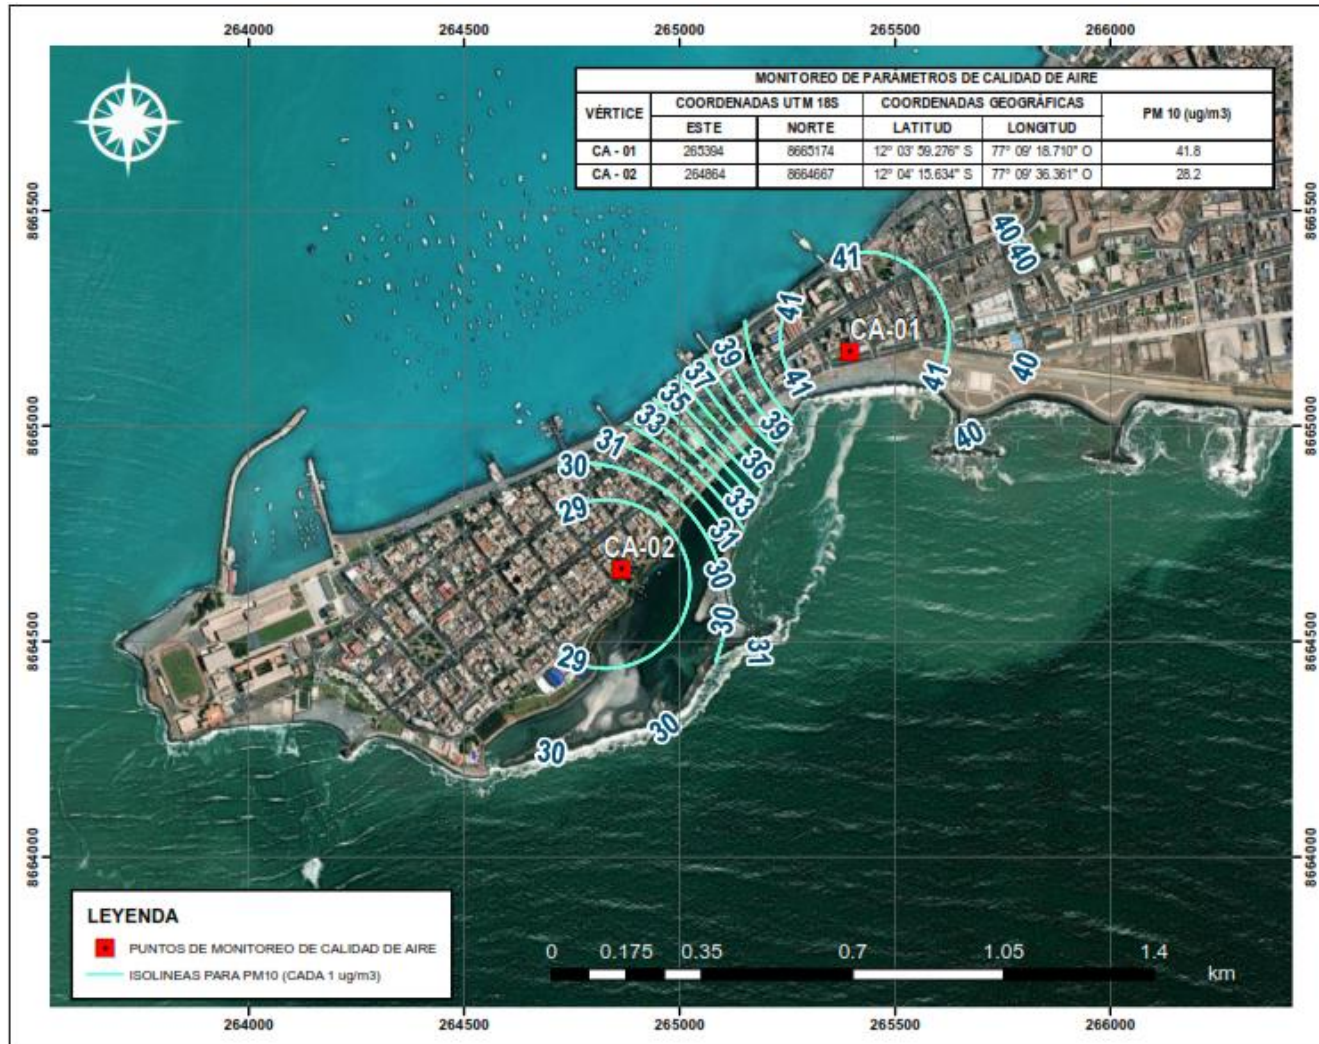 264000 264500 265000 265500 266000
MONITOREO DE PARÁMETROS DE CALIDAD DE AIRE
VÉRTICE COORDENADAS UTM 18S COORDENADAS GEOGRÁFICAS PM 10 (ug/m3)
ESTE NORTE LATITUD LONGITUD
CA - 01 265394 8665174 12° 03' 59.276" S 77° 09' 18.710" O 41.8
CA - 02 264864 8664667 12° 04' 15.634" S 77° 09' 36.361" O 28.2
8665500 8665500
40
40
41
41
CA-01
39
40
37
41
41
35
39
33
8665000 8665000
31
40
30
36
29
33
31
CA-02
30
30
8664500 8664500
29
31
30
30
8664000 8664000
LEYENDA
PUNTOS DE MONITOREO DE CALIDAD DE AIRE
ISOLINEAS PARA PM10 (CADA 1 ug/m3)
0 0.175 0.35 0.7 1.05 1.4
km
264000 264500 265000 265500 266000